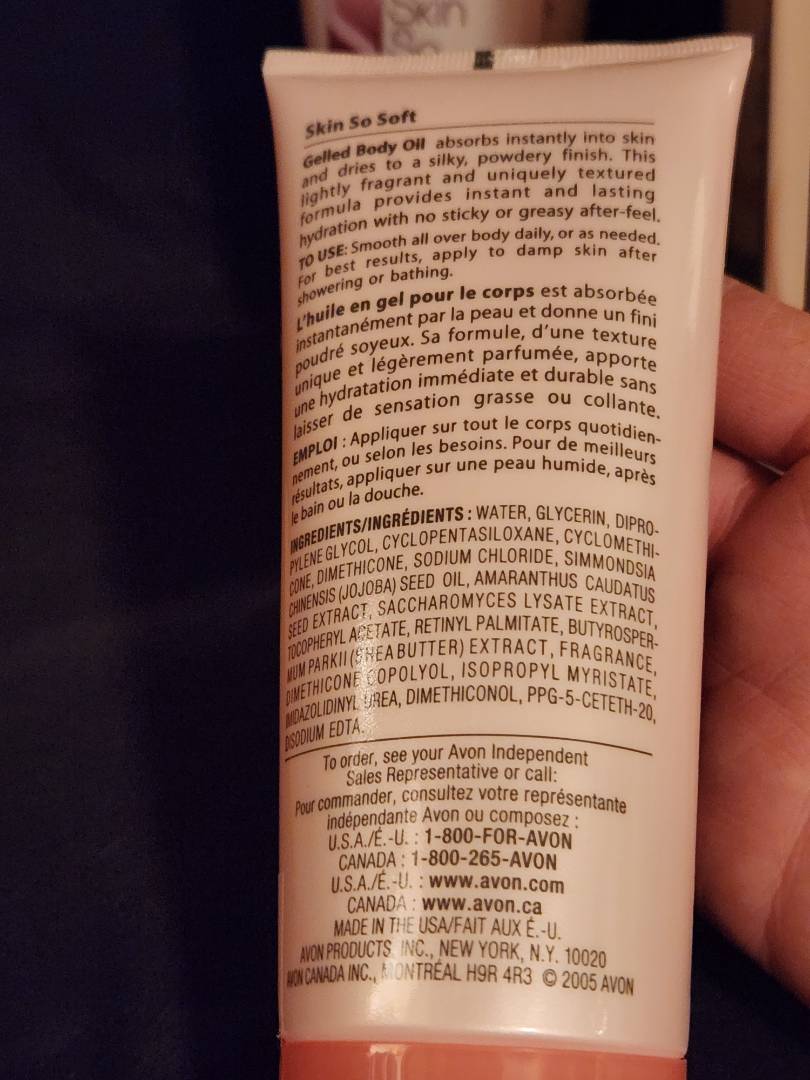 Skin
So
Skin So Soft
Gelled Body Oil absorbs instantly into skin
and dries to a silky, powdery finish. This
lightly fragrant and uniquely textured
formula provides instant and lasting
hydration with no sticky or greasy after-feel.
TO USE: Smooth all over body daily, or as needed.
For best results, apply to damp skin after
showering or bathing.
L'huile en gel pour le corps est absorbée
instantanément par la peau et donne un fini
poudré soyeux. Sa formule, d'une texture
unique et légèrement parfumée, apporte
une hydratation immédiate et durable sans
laisser de sensation grasse ou collante.
EMPLOI : Appliquer sur tout le corps quotidien-
nement, ou selon les besoins. Pour de meilleurs
résultats, appliquer sur une peau humide, après
le bain ou la douche.
INGREDIENTS/INGRÉDIENTS : WATER, GLYCERIN, DIPRO-
PYLENE GLYCOL, CYCLOPENTASILOXANE, CYCLOMETHI-
CONE, DIMETHICONE, SODIUM CHLORIDE, SIMMONDSIA
CHINENSIS (JOJOBA) SEED OIL, AMARANTHUS CAUDATUS
SEED EXTRACT, SACCHAROMYCES LYSATE EXTRACT,
TOCOPHERYL ACETATE, RETINYL PALMITATE, BUTYROSPER-
MUM PARKII (SHEA BUTTER) EXTRACT, FRAGRANCE,
DIMETHICONE COPOLYOL, ISOPROPYL MYRISTATE,
IMIDAZOLIDINYL UREA, DIMETHICONOL, PPG-5-CETETH-20,
DISODIUM EDTA.
To order, see your Avon Independent
Sales Representative or call:
Pour commander, consultez votre représentante
indépendante Avon ou composez :
U.S.A./É.-U. : 1-800-FOR-AVON
CANADA : 1-800-265-AVON
U.S.A./É.-U. : www.avon.com
CANADA : www.avon.ca
MADE IN THE USA/FAIT AUX É.-U.
AVON PRODUCTS, INC., NEW YORK, N.Y. 10020
AVON CANADA INC., MONTRÉAL H9R 4R3 © 2005 AVON